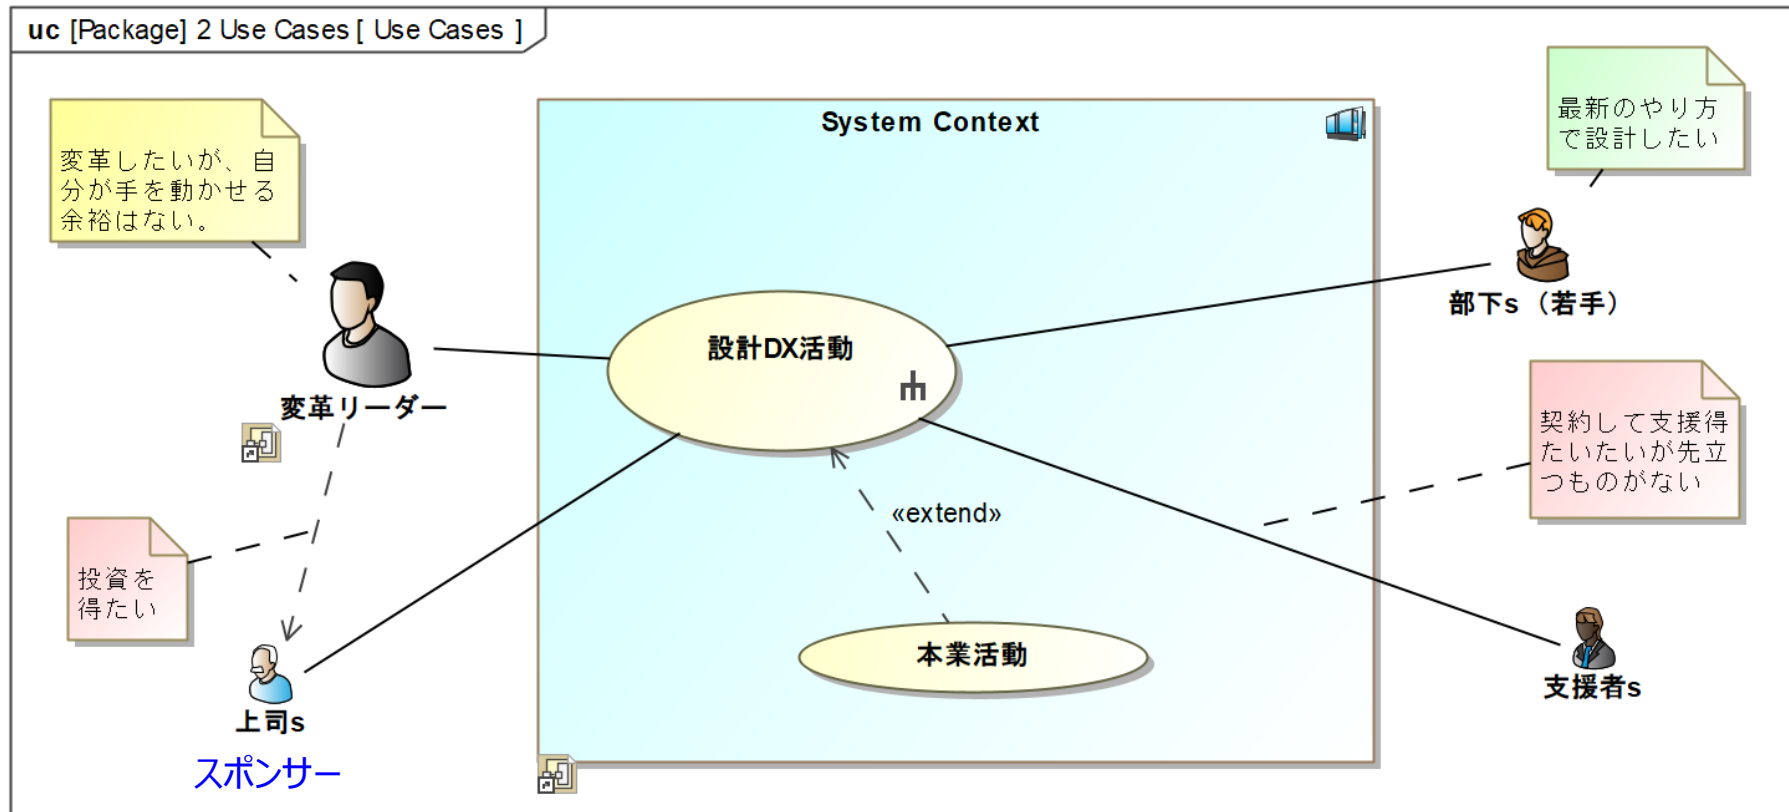 uc [Package] 2 Use Cases [ Use Cases ]
System Context
変革したいが、自
分が手を動かせる
余裕はない。
最新のやり方
で設計したい
部下s（若手）
設計DX活動
変革リーダー
契約して支援得
たいたいが先立
つものがない
«extend»
投資を
得たい
本業活動
支援者s
上司s
スポンサー